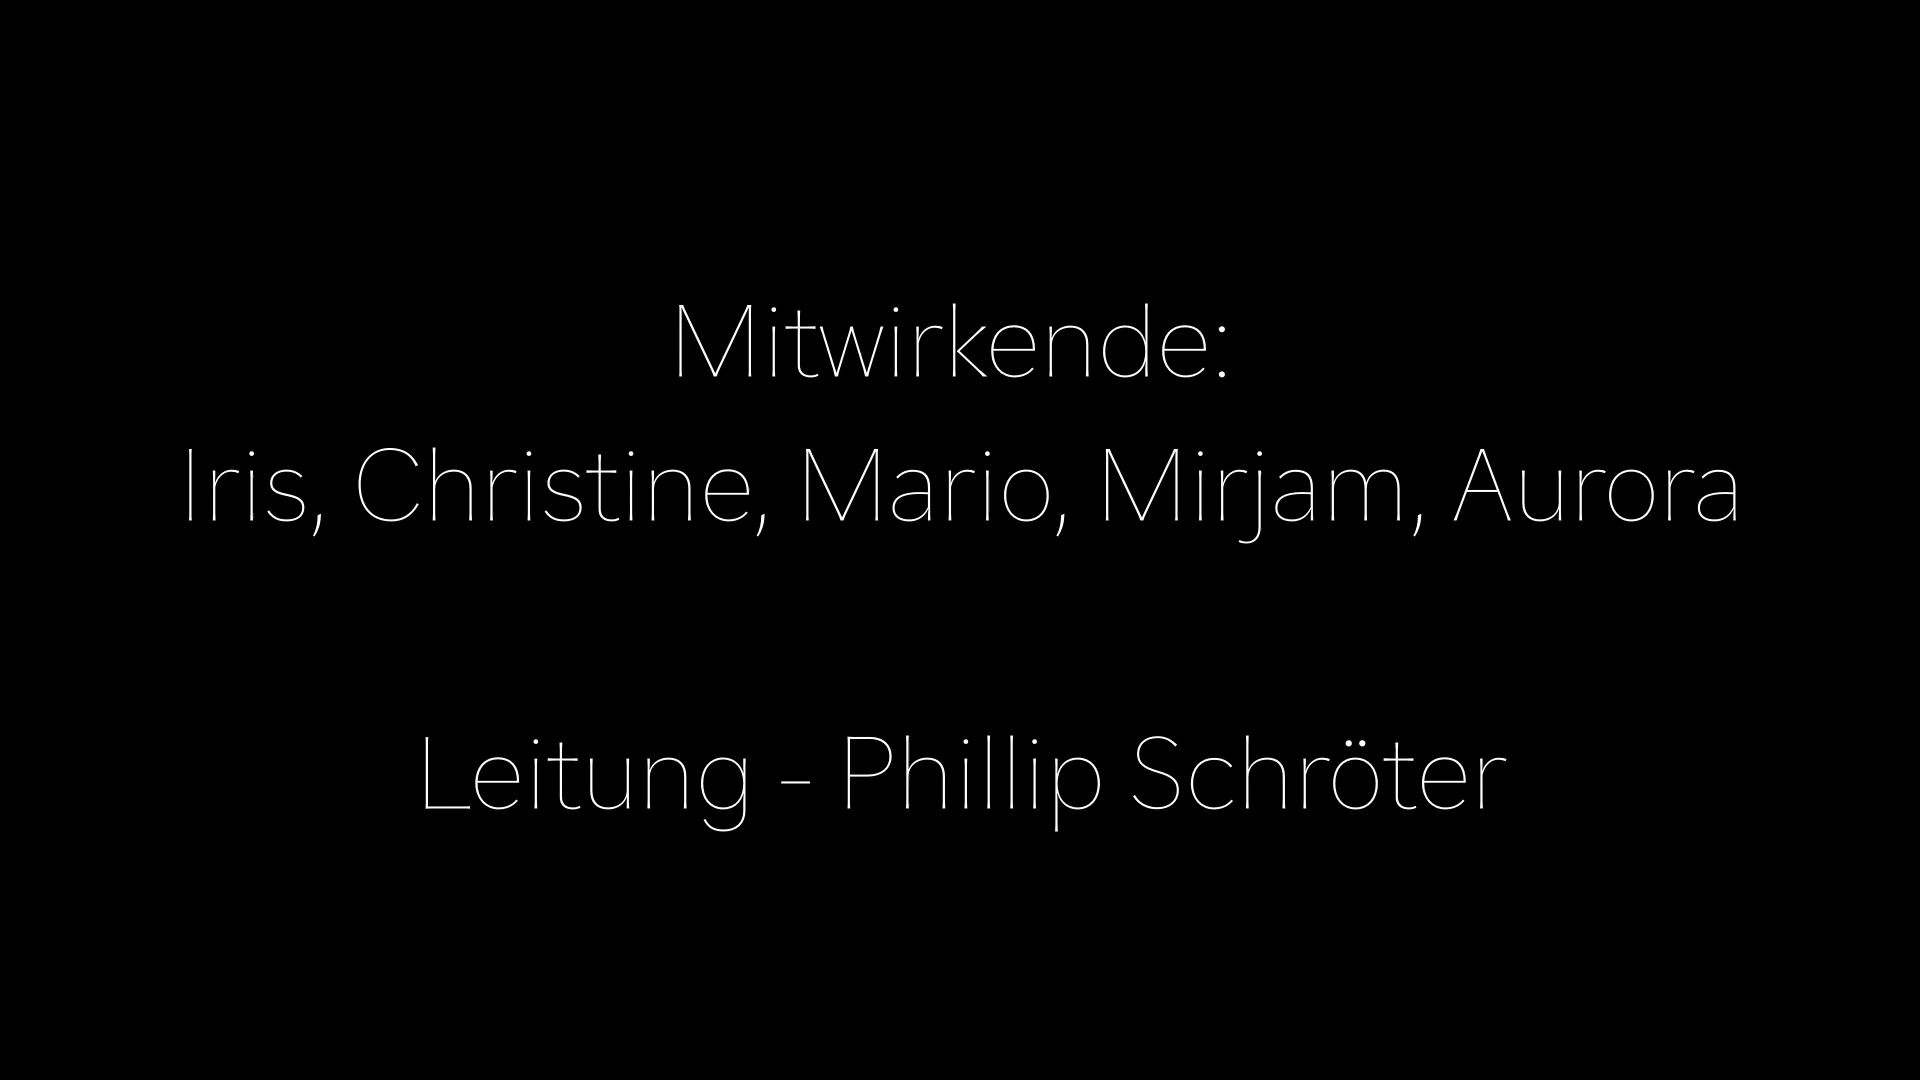 Mitwirkende:
Iris, Christine, Mario, Mirjam, Aurora
Leitung - Phillip Schröter